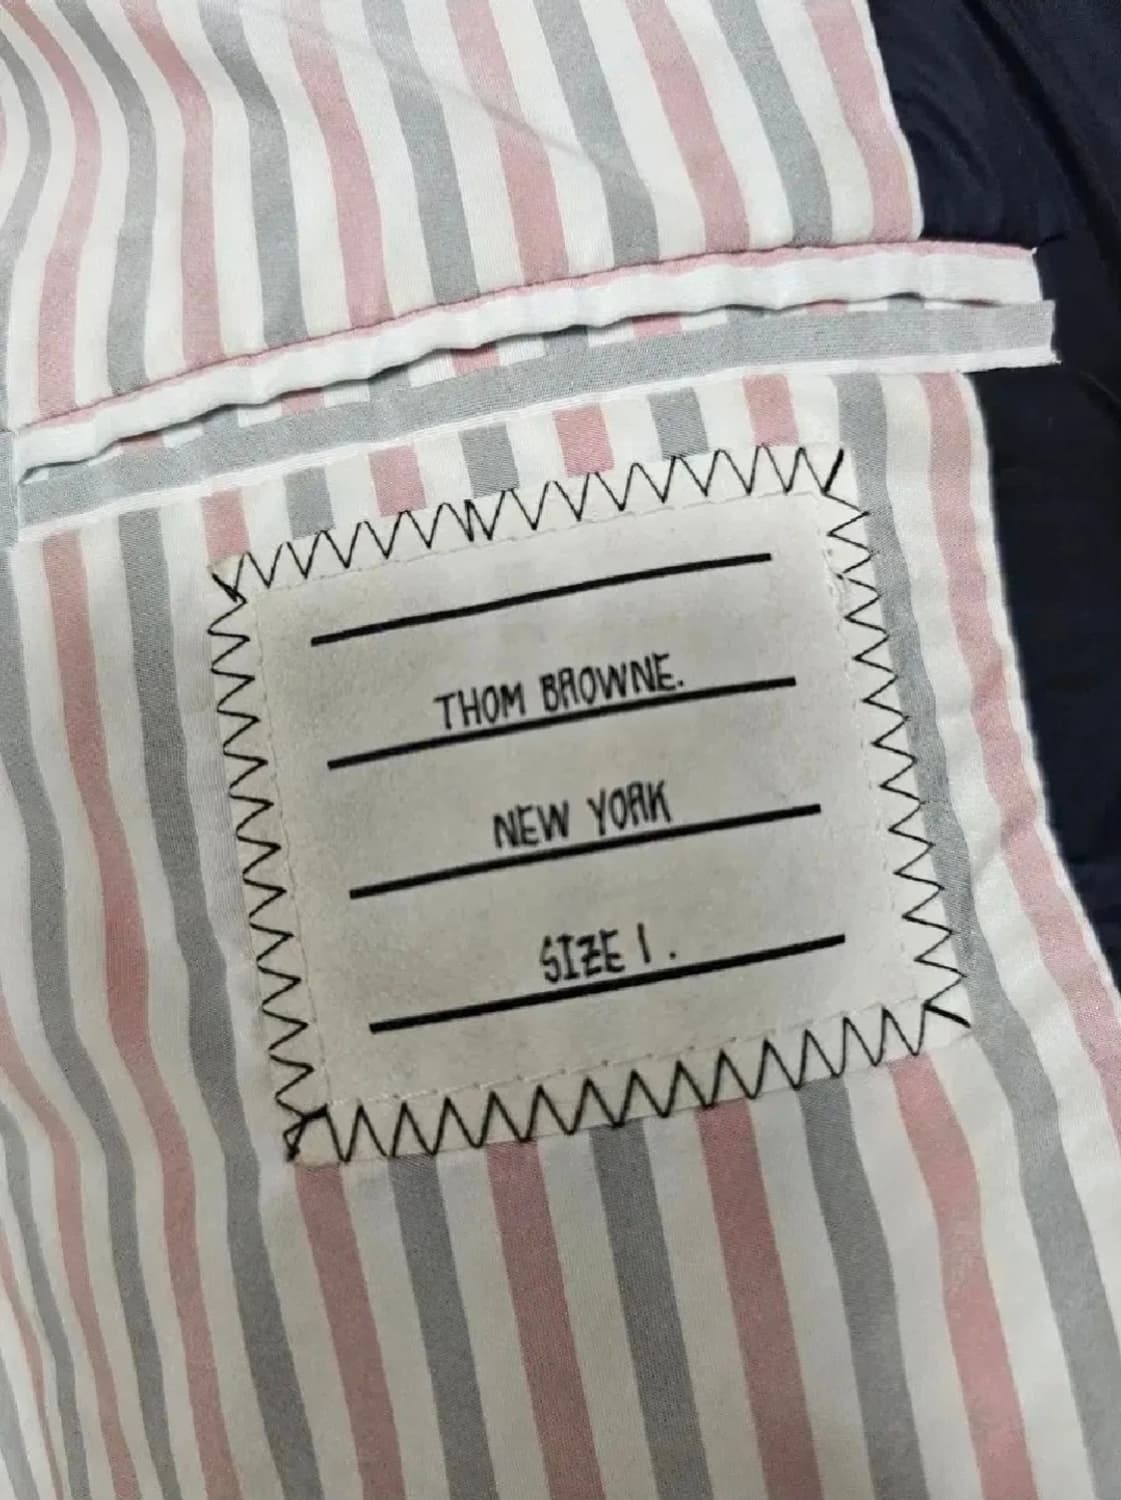 THOM BROWNE.
NEW YORK
SIZE 1.